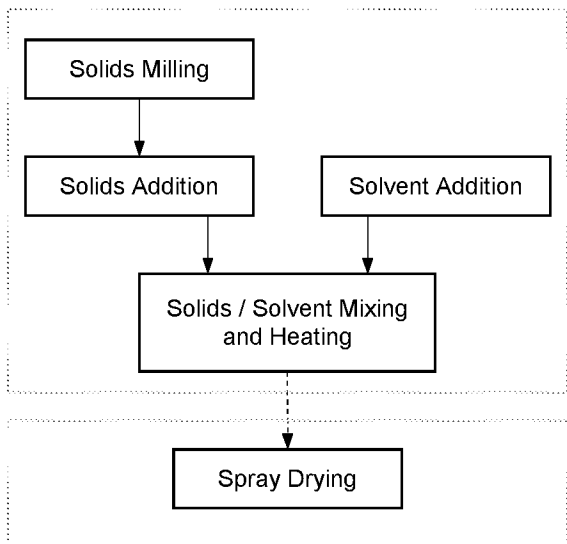 Solids Milling
Solids Addition
Solvent Addition
Solids / Solvent Mixing
and Heating
Spray Drying